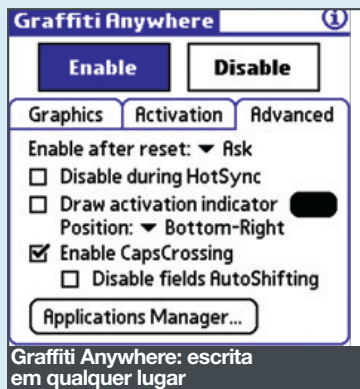 Graffiti Anywhere
Enable Disable
Graphics Activation Advanced
Enable after reset: Ask
Disable during HotSync
Draw activation indicator
Position: Bottom-Right
Enable CapsCrossing
Disable fields AutoShifting
Applications Manager...
Graffiti Anywhere: escrita
em qualquer lugar